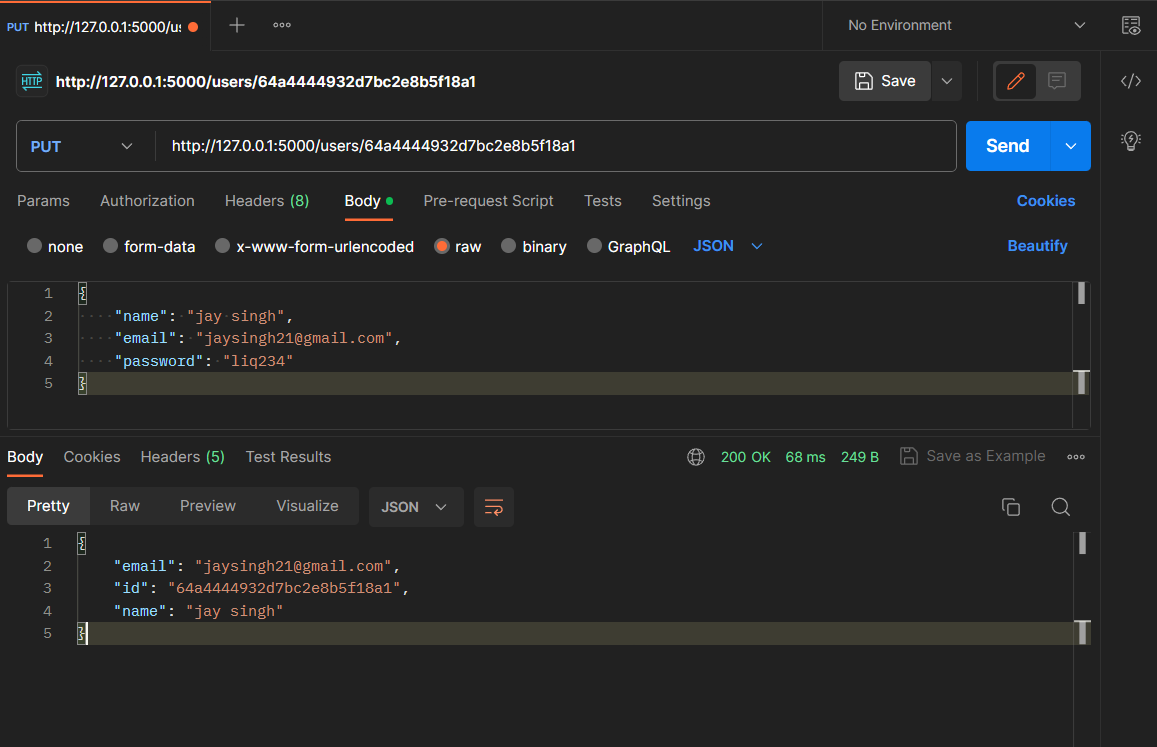 PUT http://127.0.0.1:5000/us
No Environment
HTTP http://127.0.0.1:5000/users/64a4444932d7bc2e8b5f18a1
Save
PUT http://127.0.0.1:5000/users/64a4444932d7bc2e8b5f18a1 Send
Params Authorization Headers (8) Body Pre-request Script Tests Settings Cookies
none form-data x-www-form-urlencoded raw binary GraphQL JSON Beautify
1 {
2 "name": "jay singh",
3 "email": "jaysingh21@gmail.com",
4 "password": "liq234"
5 }
Body Cookies Headers (5) Test Results 200 OK 68 ms 249 B Save as Example
Pretty Raw Preview Visualize JSON
1 {
2 "email": "jaysingh21@gmail.com",
3 "id": "64a4444932d7bc2e8b5f18a1",
4 "name": "jay singh"
5 }